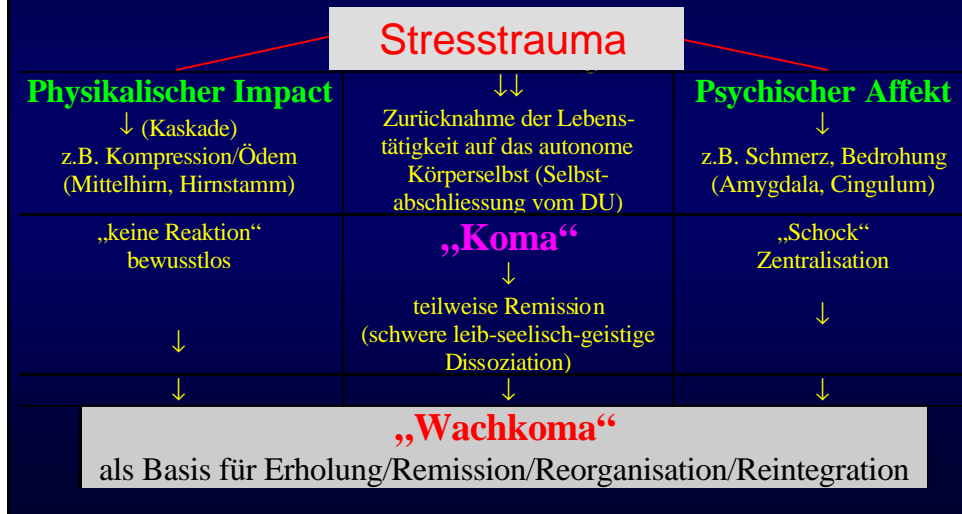 Stresstrauma
Physikalischer Impact
↓ (Kaskade)
z.B. Kompression/Ödem
(Mittelhirn, Hirnstamm)
↓↓
Zurücknahme der Lebens-
tätigkeit auf das autonome
Körperselbst (Selbst-
abschliessung vom DU)
Psychischer Affekt
↓
z.B. Schmerz, Bedrohung
(Amygdala, Cingulum)
„keine Reaktion“
bewusstlos
↓
„Koma“
↓
teilweise Remission
(schwere leib-seelisch-geistige
Dissoziation)
„Schock“
Zentralisation
↓
↓ ↓ ↓
„Wachkoma“
als Basis für Erholung/Remission/Reorganisation/Reintegration